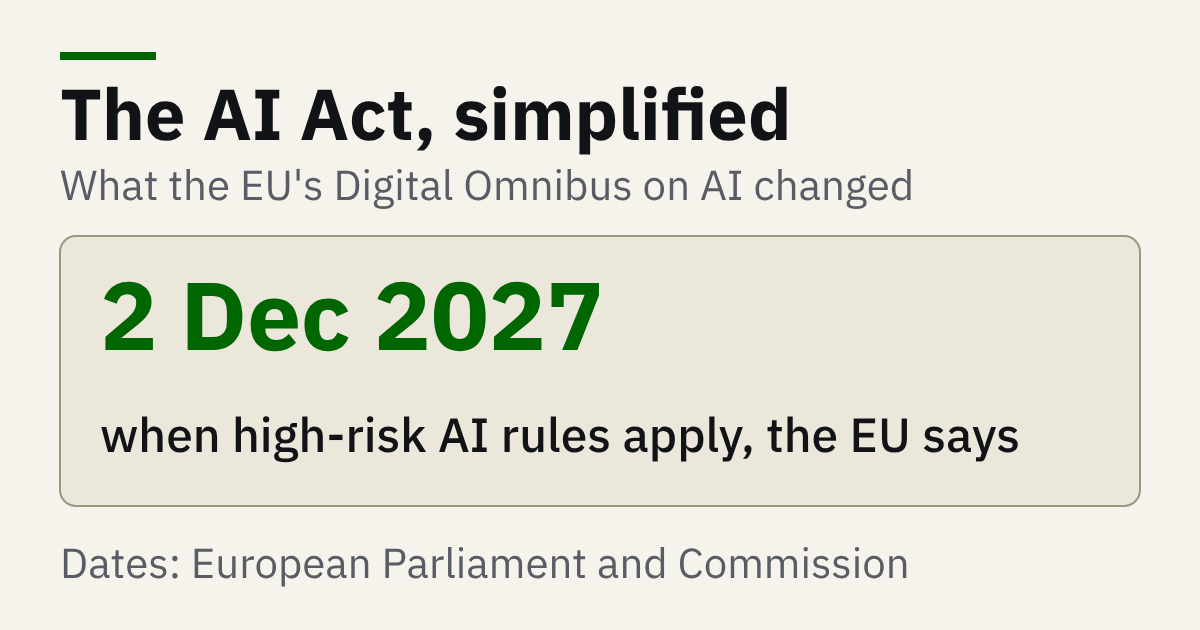 The AI Act, simplified
What the EU's Digital Omnibus on AI changed
2 Dec 2027
when high-risk AI rules apply, the EU says
Dates: European Parliament and Commission